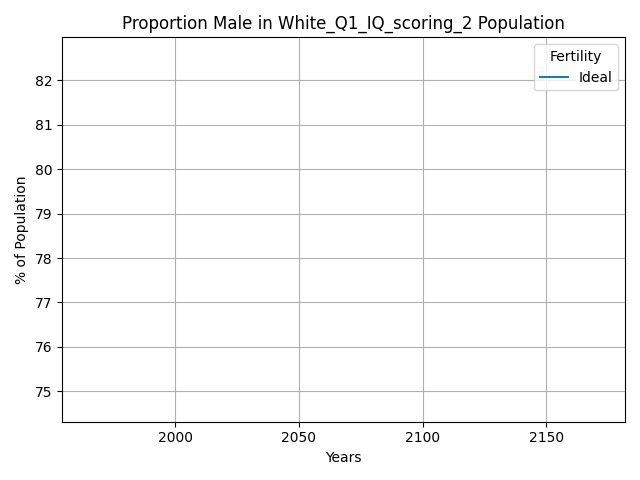 Proportion Male in White_Q1_IQ_scoring_2 Population
Fertility
Ideal
82
81
80
79
78
77
76
75
% of Population
2000 2050 2100 2150
Years